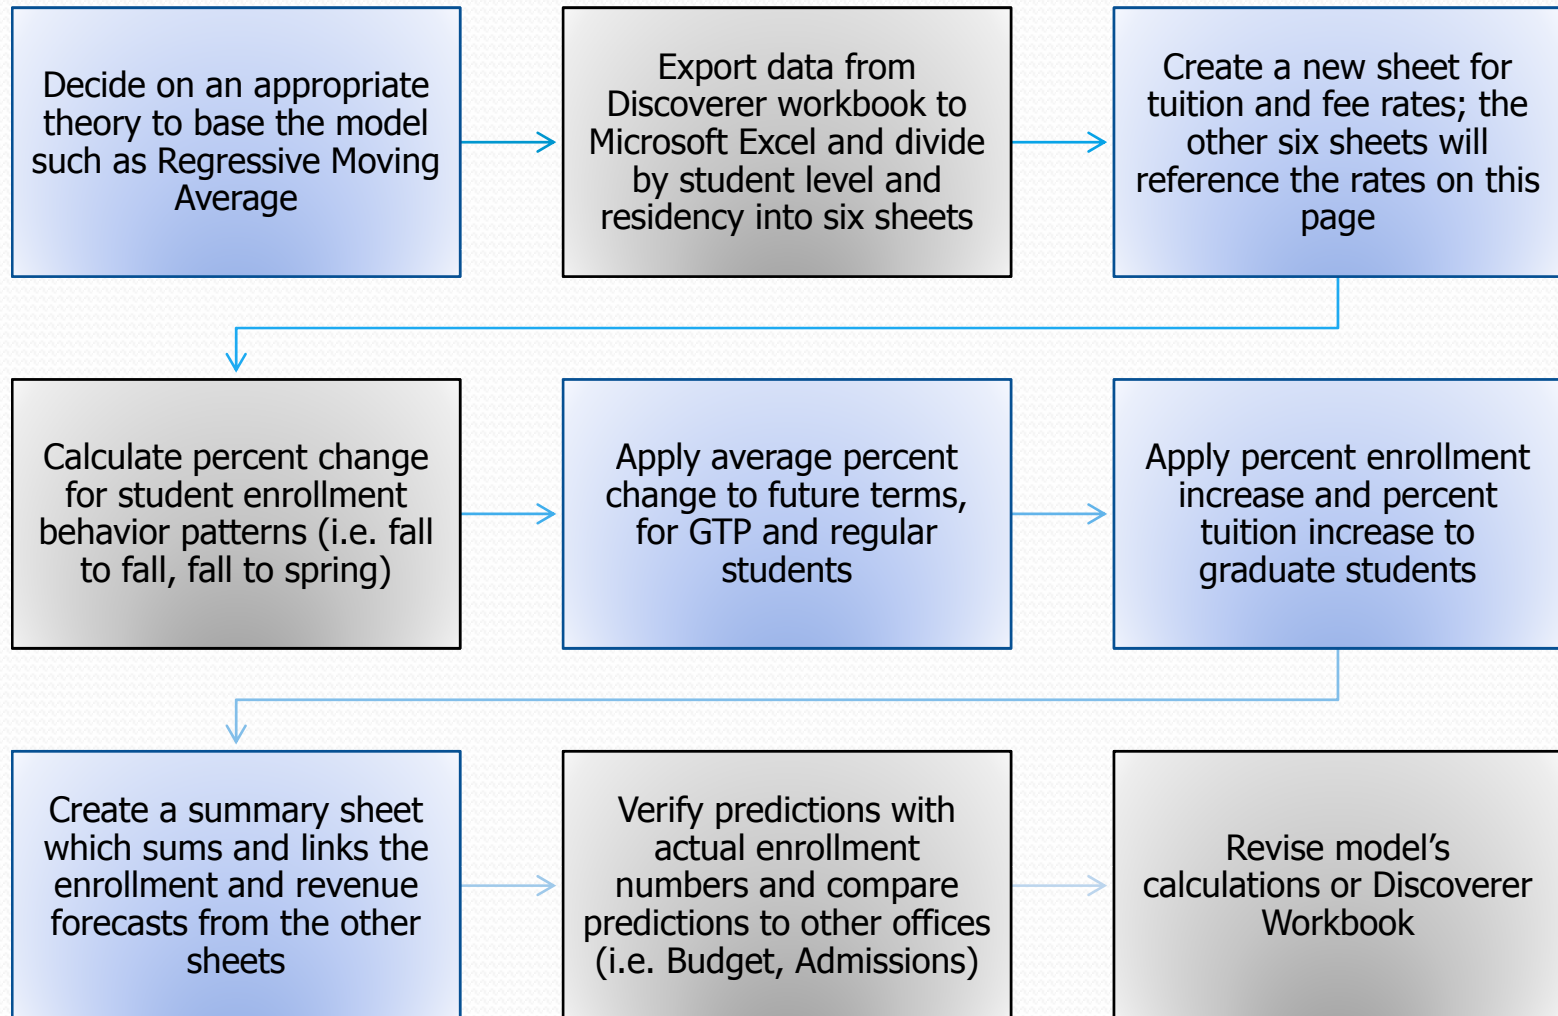 Decide on an appropriate
theory to base the model
such as Regressive Moving
Average
Export data from
Discoverer workbook to
Microsoft Excel and divide
by student level and
residency into six sheets
Create a new sheet for
tuition and fee rates; the
other six sheets will
reference the rates on this
page
Calculate percent change
for student enrollment
behavior patterns (i.e. fall
to fall, fall to spring)
Apply average percent
change to future terms,
for GTP and regular
students
Apply percent enrollment
increase and percent
tuition increase to
graduate students
Create a summary sheet
which sums and links the
enrollment and revenue
forecasts from the other
sheets
Verify predictions with
actual enrollment
numbers and compare
predictions to other offices
(i.e. Budget, Admissions)
Revise model’s
calculations or Discoverer
Workbook